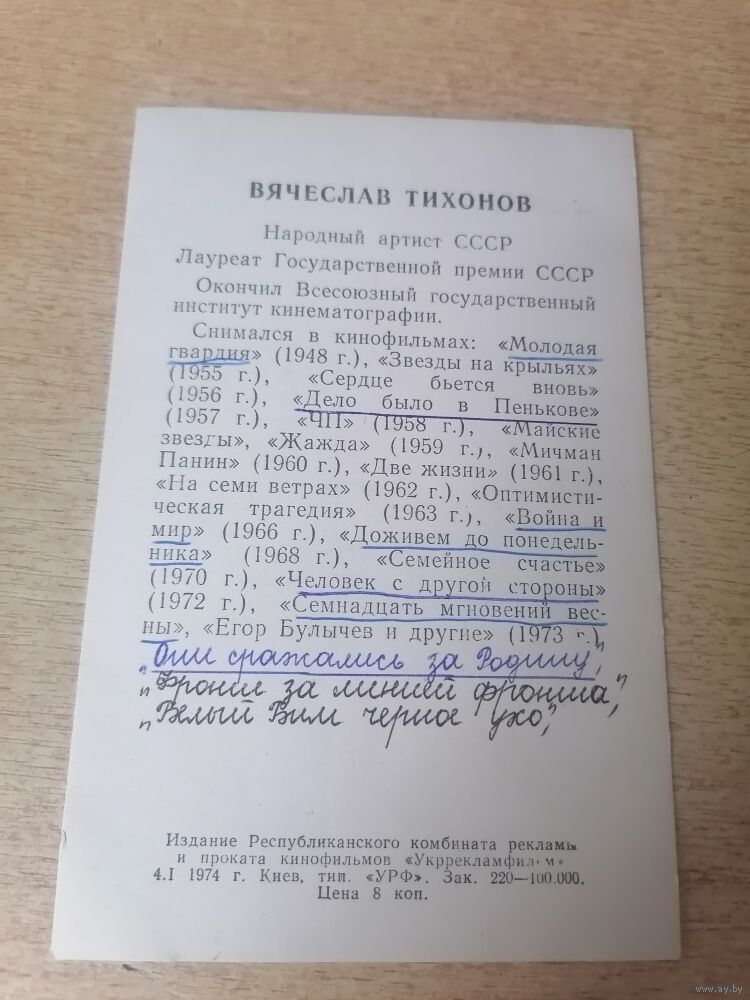 ВЯЧЕСЛАВ ТИХОНОВ
Народный артист СССР
Лауреат Государственной премии СССР
Окончил Всесоюзный государственный
институт кинематографии.
Снимался в кинофильмах: «Молодая
гвардия» (1948 г.), «Звезды на крыльях»
(1955 г.), «Сердце бьется вновь»
(1956 г.), «Дело было в Пенькове»
(1957 г.), «ЧП» (1958 г.), «Майские
звезды», «Жажда» (1959 г.), «Мичман
Панин» (1960 г.), «Две жизни» (1961 г.),
«На семи ветрах» (1962 г.), «Оптимисти-
ческая трагедия» (1963 г.), «Война и
мир» (1966 г.), «Доживем до понедель-
ника» (1968 г.), «Семейное счастье»
(1970 г.), «Человек с другой стороны»
(1972 г.), «Семнадцать мгновений вес-
ны», «Егор Булычев и другие» (1973 г.)
„Они сражались за Родину",
„Фронт за линией фронта",
„Белый Бим черное ухо",
Издание Республиканского комбината рекламы
и проката кинофильмов «Укррекламфильм»
4.I 1974 г. Киев, тип. «УРФ». Зак. 220—100.000.
Цена 8 коп.
www.ay.by